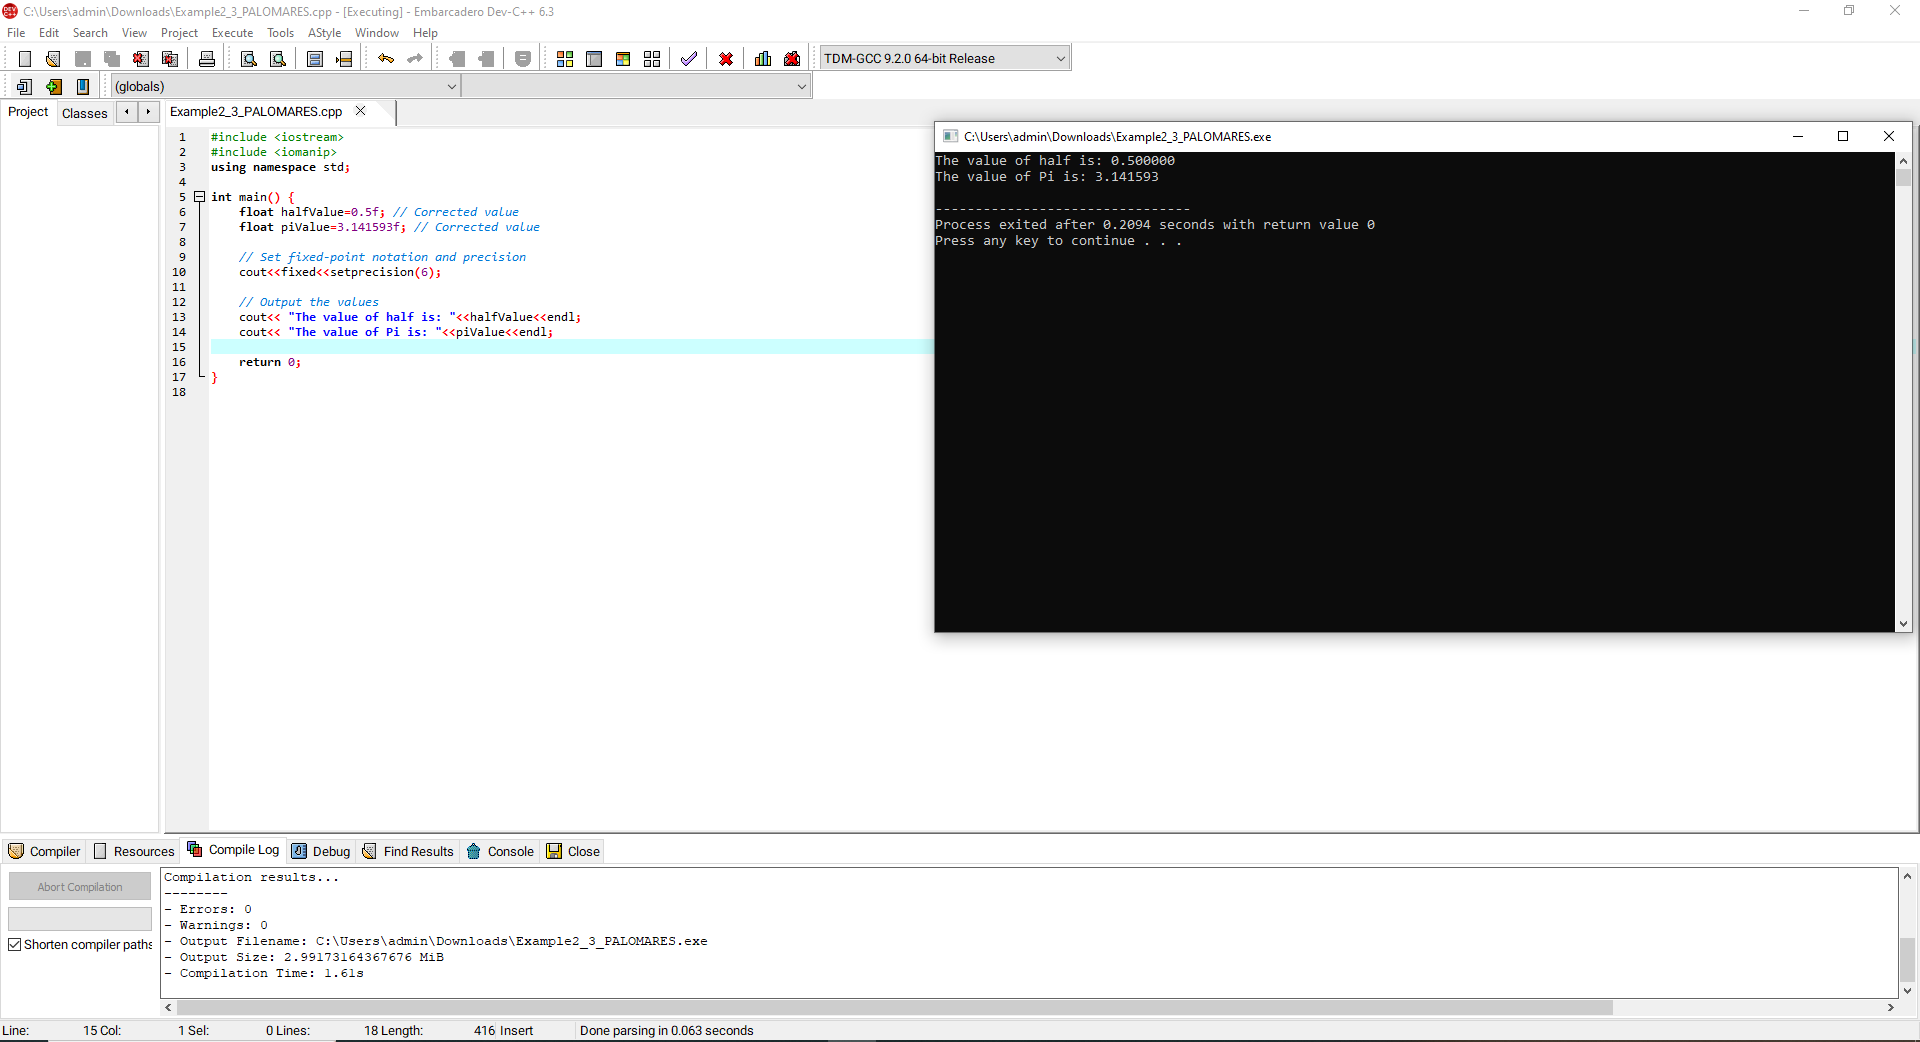 C:\Users\admin\Downloads\Example2_3_PALOMARES.cpp - [Executing] - Embarcadero Dev-C++ 6.3
File Edit Search View Project Execute Tools AStyle Window Help
TDM-GCC 9.2.0 64-bit Release
(globals)
Project Classes
Example2_3_PALOMARES.cpp
1 #include <iostream>
2 #include <iomanip>
3 using namespace std;
4
5 int main() {
6 float halfValue=0.5f; // Corrected value
7 float piValue=3.141593f; // Corrected value
8
9 // Set fixed-point notation and precision
10 cout<<fixed<<setprecision(6);
11
12 // Output the values
13 cout<< "The value of half is: "<<halfValue<<endl;
14 cout<< "The value of Pi is: "<<piValue<<endl;
15
16 return 0;
17 }
18
C:\Users\admin\Downloads\Example2_3_PALOMARES.exe
The value of half is: 0.500000
The value of Pi is: 3.141593
--------------------------------
Process exited after 0.2094 seconds with return value 0
Press any key to continue . . .
Compiler Resources Compile Log Debug Find Results Console Close
Abort Compilation
Shorten compiler paths
Compilation results...
--------
- Errors: 0
- Warnings: 0
- Output Filename: C:\Users\admin\Downloads\Example2_3_PALOMARES.exe
- Output Size: 2.99173164367676 MiB
- Compilation Time: 1.61s
Line: 15 Col: 1 Sel: 0 Lines: 18 Length: 416 Insert Done parsing in 0.063 seconds